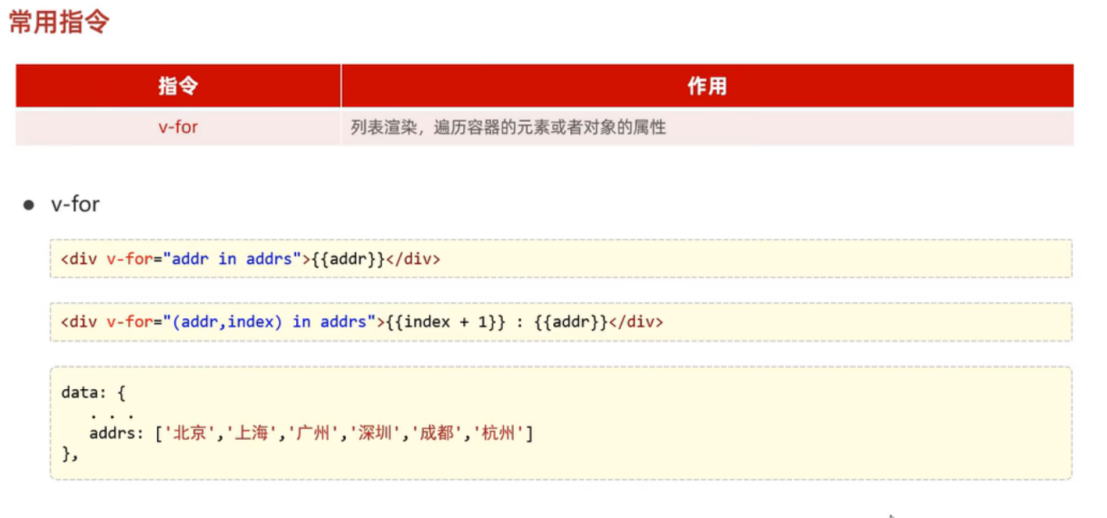 常用指令
指令 作用
v-for 列表渲染，遍历容器的元素或者对象的属性
● v-for
<div v-for="addr in addrs">{{addr}}</div>
<div v-for="(addr,index) in addrs">{{index + 1}} : {{addr}}</div>
data: {
. . .
addrs: ['北京','上海','广州','深圳','成都','杭州']
},